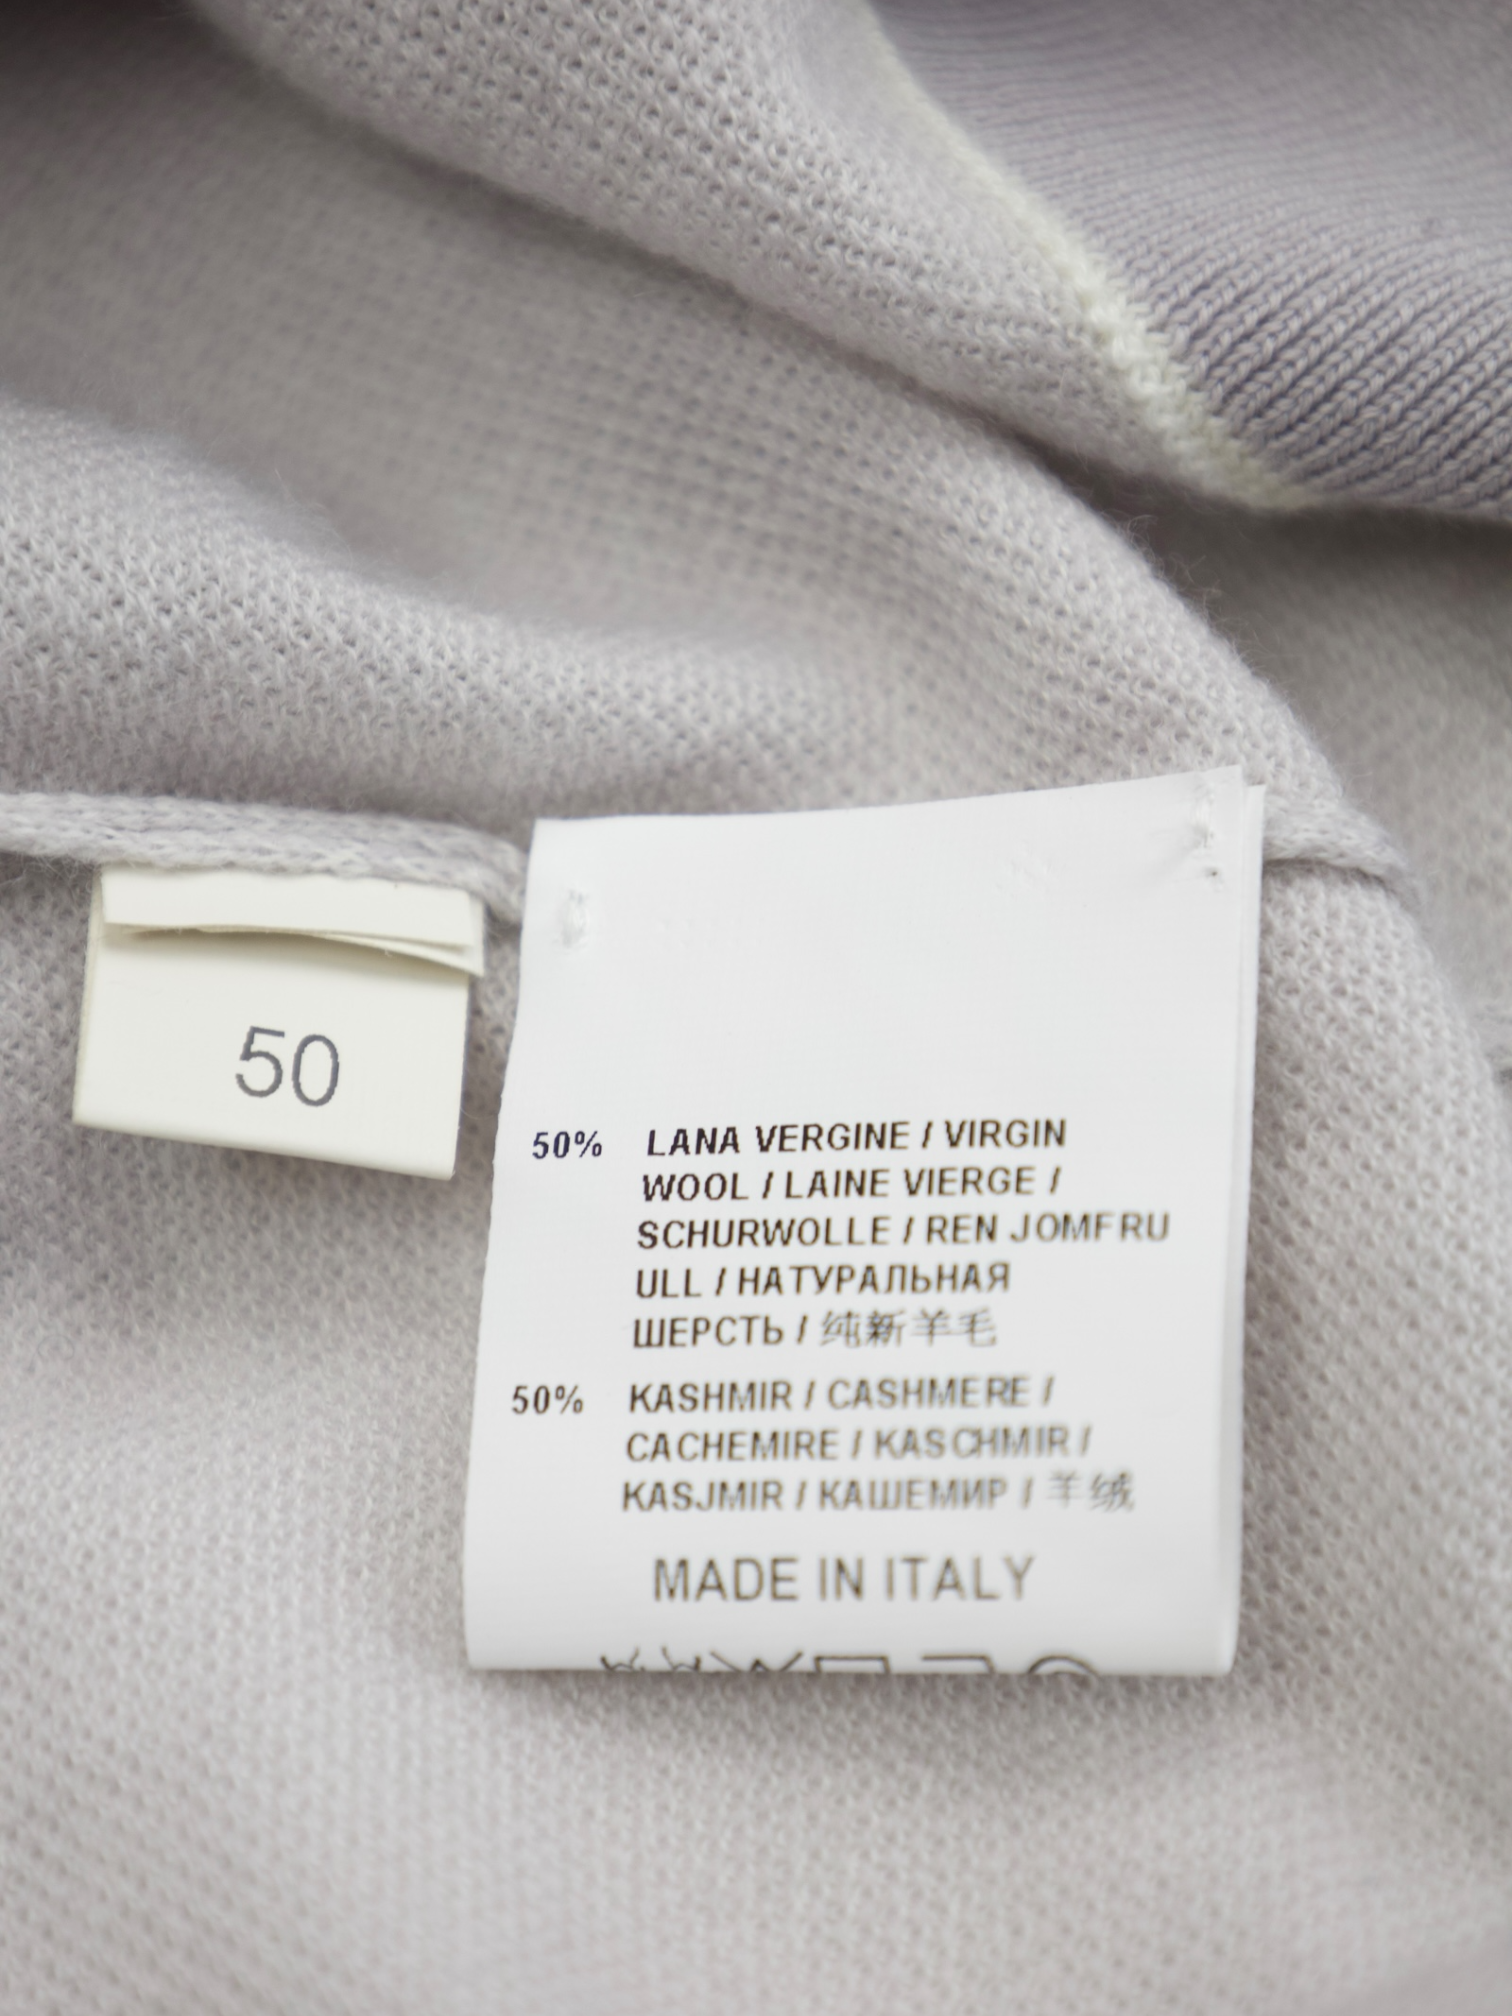 50
50% LANA VERGINE / VIRGIN
WOOL / LAINE VIERGE /
SCHURWOLLE / REN JOMFRU
ULL / НАТУРАЛЬНАЯ
ШЕРСТЬ / 纯新羊毛
50% KASHMIR / CASHMERE /
CACHEMIRE / KASCHMIR /
KASJMIR / КАШЕМИР / 羊绒
MADE IN ITALY